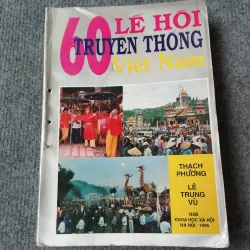 60 LỄ HỘI
TRUYỀN THỐNG
Việt Nam
THẠCH
PHƯƠNG
LÊ
TRUNG
VŨ
NXB
KHOA HỌC XÃ HỘI
HÀ NỘI - 1995